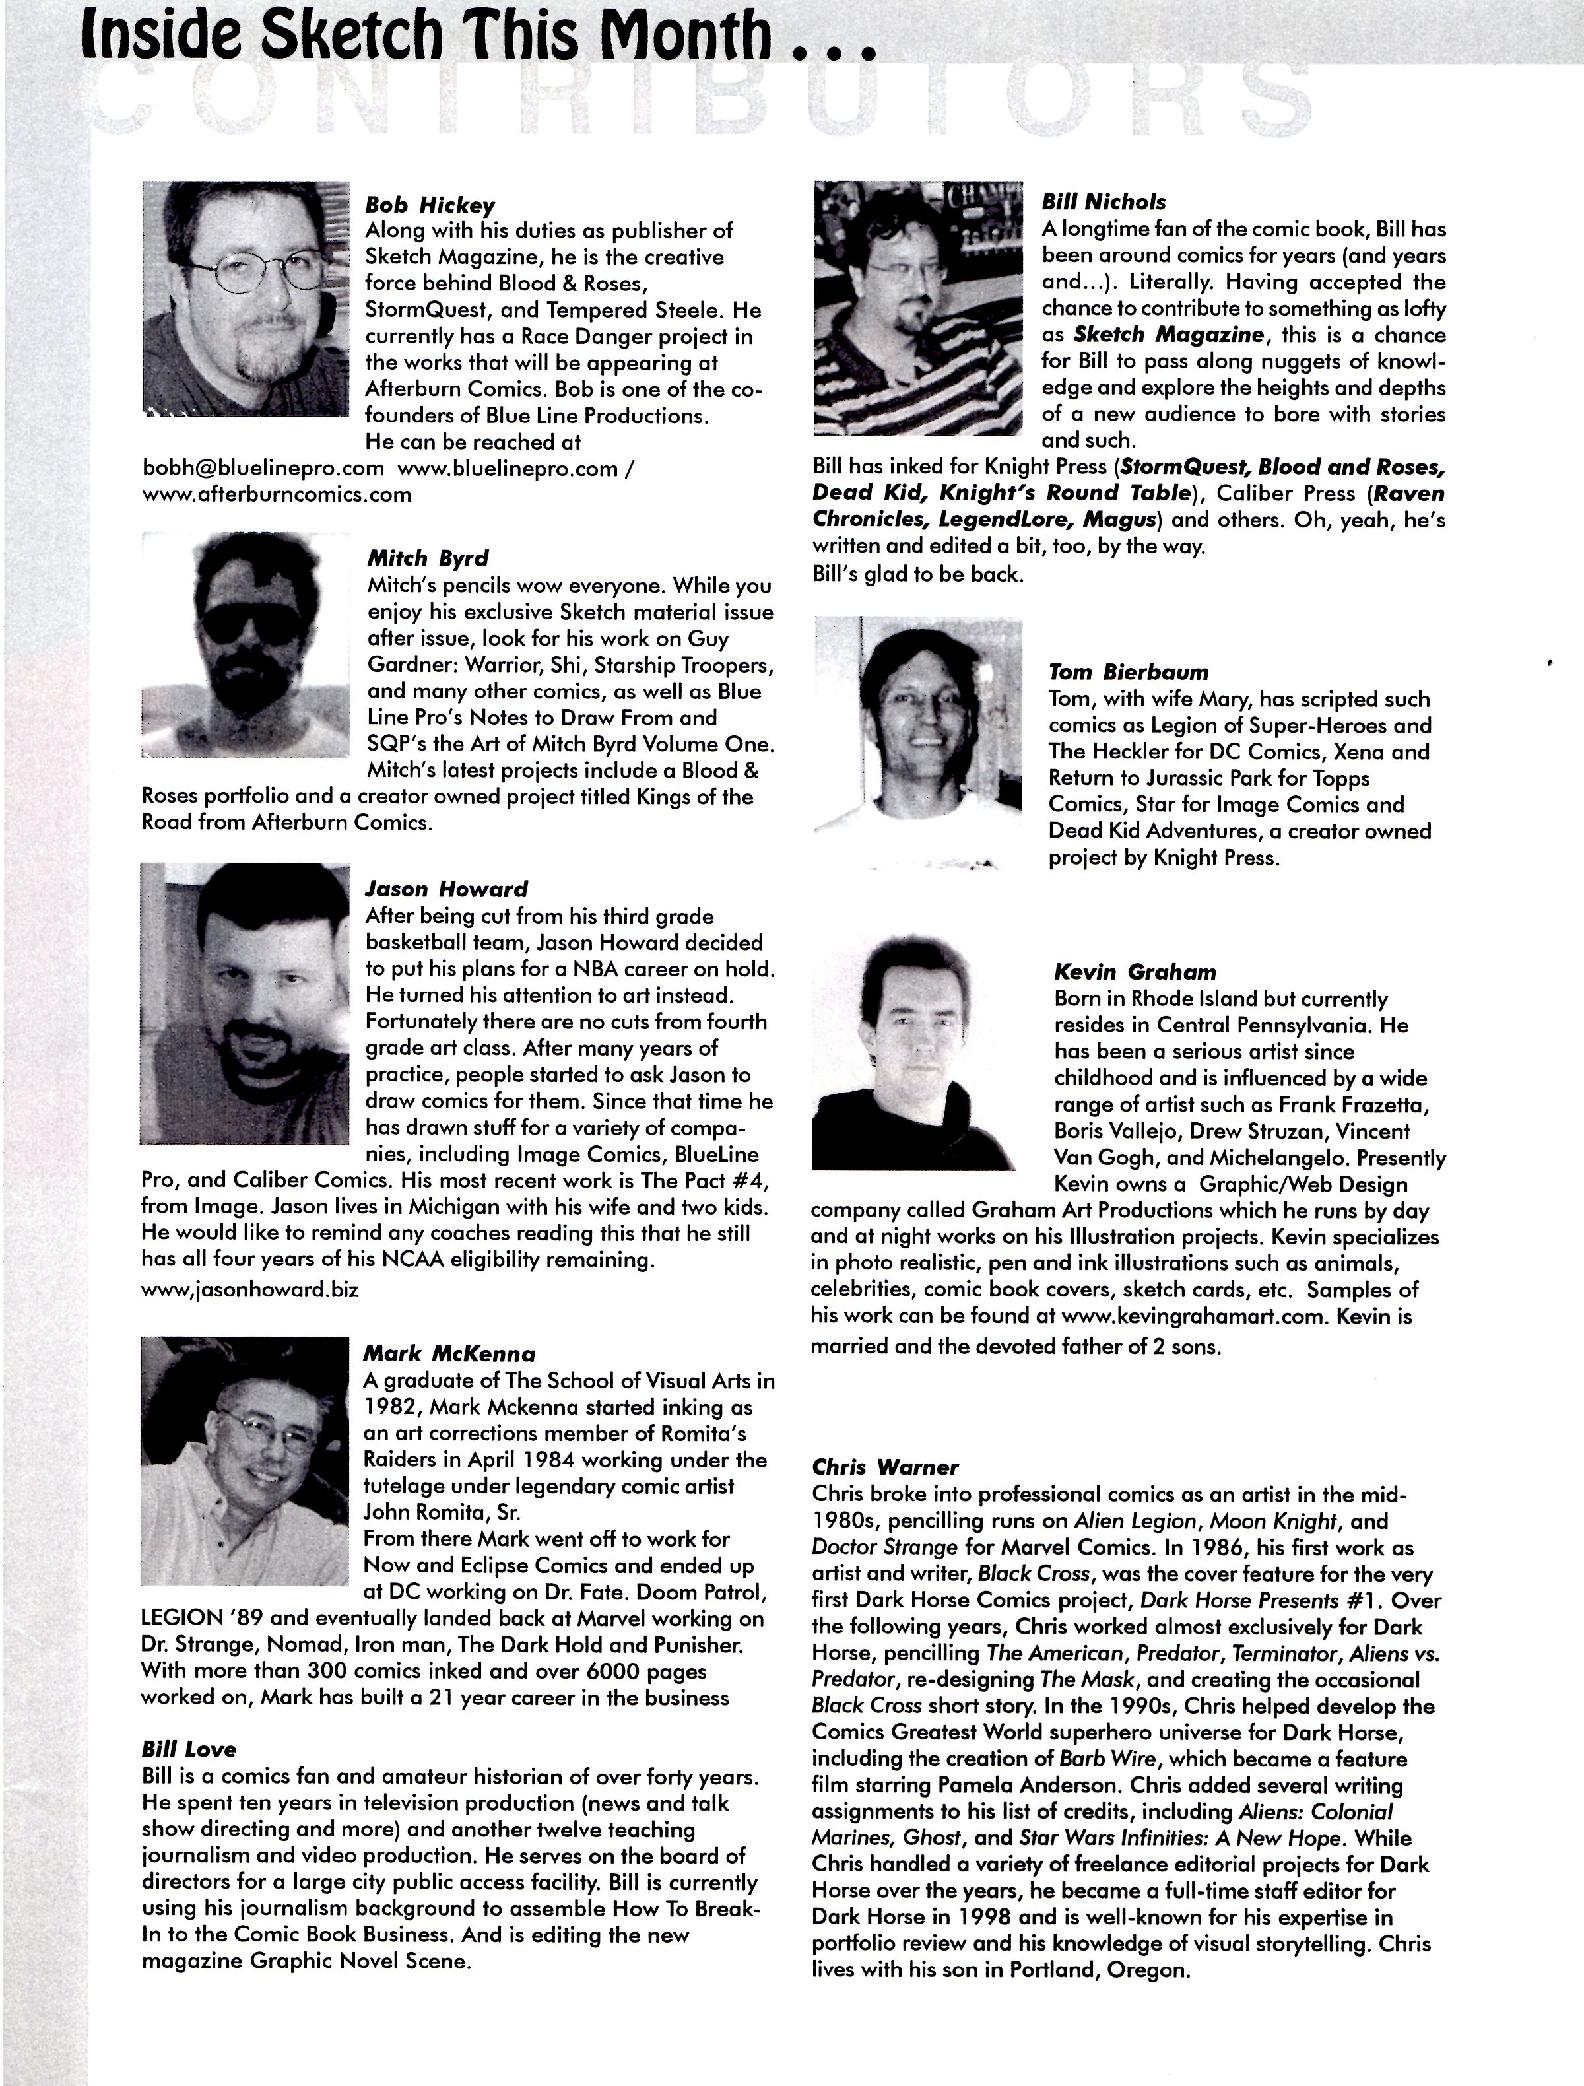 Inside Sketch This Month . . .
CONTRIBUTORS
Bob Hickey
Along with his duties as publisher of
Sketch Magazine, he is the creative
force behind Blood & Roses,
StormQuest, and Tempered Steele. He
currently has a Race Danger project in
the works that will be appearing at
Afterburn Comics. Bob is one of the co-
founders of Blue Line Productions.
He can be reached at
bobh@bluelinepro.com www.bluelinepro.com /
www.afterburncomics.com
Mitch Byrd
Mitch's pencils wow everyone. While you
enjoy his exclusive Sketch material issue
after issue, look for his work on Guy
Gardner: Warrior, Shi, Starship Troopers,
and many other comics, as well as Blue
Line Pro's Notes to Draw From and
SQP's the Art of Mitch Byrd Volume One.
Mitch's latest projects include a Blood &
Roses portfolio and a creator owned project titled Kings of the
Road from Afterburn Comics.
Jason Howard
After being cut from his third grade
basketball team, Jason Howard decided
to put his plans for a NBA career on hold.
He turned his attention to art instead.
Fortunately there are no cuts from fourth
grade art class. After many years of
practice, people started to ask Jason to
draw comics for them. Since that time he
has drawn stuff for a variety of compa-
nies, including Image Comics, BlueLine
Pro, and Caliber Comics. His most recent work is The Pact #4,
from Image. Jason lives in Michigan with his wife and two kids.
He would like to remind any coaches reading this that he still
has all four years of his NCAA eligibility remaining.
www,jasonhoward.biz
Mark McKenna
A graduate of The School of Visual Arts in
1982, Mark Mckenna started inking as
an art corrections member of Romita's
Raiders in April 1984 working under the
tutelage under legendary comic artist
John Romita, Sr.
From there Mark went off to work for
Now and Eclipse Comics and ended up
at DC working on Dr. Fate. Doom Patrol,
LEGION '89 and eventually landed back at Marvel working on
Dr. Strange, Nomad, Iron man, The Dark Hold and Punisher.
With more than 300 comics inked and over 6000 pages
worked on, Mark has built a 21 year career in the business
Bill Love
Bill is a comics fan and amateur historian of over forty years.
He spent ten years in television production (news and talk
show directing and more) and another twelve teaching
journalism and video production. He serves on the board of
directors for a large city public access facility. Bill is currently
using his journalism background to assemble How To Break-
In to the Comic Book Business. And is editing the new
magazine Graphic Novel Scene.
Bill Nichols
A longtime fan of the comic book, Bill has
been around comics for years (and years
and...). Literally. Having accepted the
chance to contribute to something as lofty
as Sketch Magazine, this is a chance
for Bill to pass along nuggets of knowl-
edge and explore the heights and depths
of a new audience to bore with stories
and such.
Bill has inked for Knight Press (StormQuest, Blood and Roses,
Dead Kid, Knight's Round Table), Caliber Press (Raven
Chronicles, LegendLore, Magus) and others. Oh, yeah, he's
written and edited a bit, too, by the way.
Bill's glad to be back.
Tom Bierbaum
Tom, with wife Mary, has scripted such
comics as Legion of Super-Heroes and
The Heckler for DC Comics, Xena and
Return to Jurassic Park for Topps
Comics, Star for Image Comics and
Dead Kid Adventures, a creator owned
project by Knight Press.
Kevin Graham
Born in Rhode Island but currently
resides in Central Pennsylvania. He
has been a serious artist since
childhood and is influenced by a wide
range of artist such as Frank Frazetta,
Boris Vallejo, Drew Struzan, Vincent
Van Gogh, and Michelangelo. Presently
Kevin owns a Graphic/Web Design
company called Graham Art Productions which he runs by day
and at night works on his Illustration projects. Kevin specializes
in photo realistic, pen and ink illustrations such as animals,
celebrities, comic book covers, sketch cards, etc. Samples of
his work can be found at www.kevingrahamart.com. Kevin is
married and the devoted father of 2 sons.
Chris Warner
Chris broke into professional comics as an artist in the mid-
1980s, pencilling runs on Alien Legion, Moon Knight, and
Doctor Strange for Marvel Comics. In 1986, his first work as
artist and writer, Black Cross, was the cover feature for the very
first Dark Horse Comics project, Dark Horse Presents #1. Over
the following years, Chris worked almost exclusively for Dark
Horse, pencilling The American, Predator, Terminator, Aliens vs.
Predator, re-designing The Mask, and creating the occasional
Black Cross short story. In the 1990s, Chris helped develop the
Comics Greatest World superhero universe for Dark Horse,
including the creation of Barb Wire, which became a feature
film starring Pamela Anderson. Chris added several writing
assignments to his list of credits, including Aliens: Colonial
Marines, Ghost, and Star Wars Infinities: A New Hope. While
Chris handled a variety of freelance editorial projects for Dark
Horse over the years, he became a full-time staff editor for
Dark Horse in 1998 and is well-known for his expertise in
portfolio review and his knowledge of visual storytelling. Chris
lives with his son in Portland, Oregon.